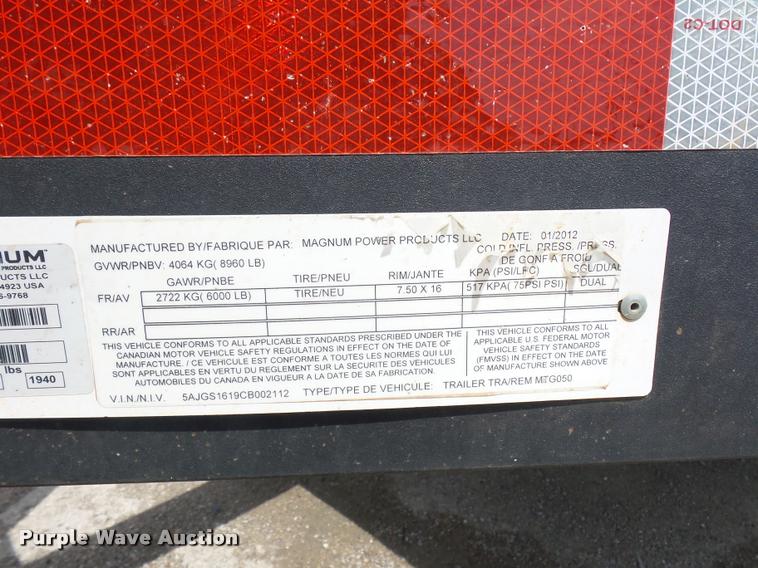 DOT-C2
NUM
PRODUCTS LLC
DUCTS LLC
4923 USA
-9768
lbs
1940
MANUFACTURED BY/FABRIQUE PAR: MAGNUM POWER PRODUCTS LLC DATE: 01/2012
GVWR/PNBV: 4064 KG( 8960 LB) COLD INFL. PRESS. /PRESS.
DE GONF A FROID
GAWR/PNBE TIRE/PNEU RIM/JANTE KPA (PSI/LPC) SGL/DUAL
FR/AV 2722 KG( 6000 LB) TIRE/NEU 7.50 X 16 517 KPA( 75PSI PSI) DUAL
RR/AR
THIS VEHICLE CONFORMS TO ALL APPLICABLE STANDARDS PRESCRIBED UNDER THE
CANADIAN MOTOR VEHICLE SAFETY REGULATIONS IN EFFECT ON THE DATE OF
MANUFACTURE. / CE VEHICULE EST CONFORME A TOUTES LES NORMES QUI LUI
SONT APPLICABLES EN VERTU DU REGLEMENT SUR LA SECURITE DES VEHICULES
AUTOMOBILES DU CANADA EN VIGUEUR A LA DATE DE SA FABRICATION.
THIS VEHICLE CONFORMS TO ALL
APPLICABLE U.S. FEDERAL MOTOR
VEHICLE SAFETY STANDARDS
(FMVSS) IN EFFECT ON THE DATE OF
MANUFACTURE SHOWN ABOVE
V.I.N./N.I.V. 5AJGS1619CB002112 TYPE/TYPE DE VEHICULE: TRAILER TRA/REM MTG050
Purple Wave Auction